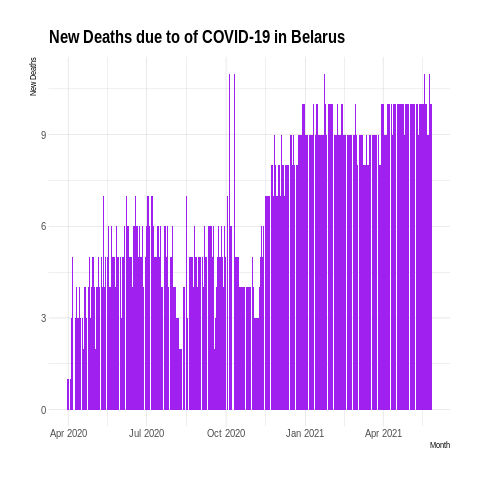 New Deaths due to of COVID-19 in Belarus
New Deaths
9
6
3
0
Apr 2020 Jul 2020 Oct 2020 Jan 2021 Apr 2021
Month